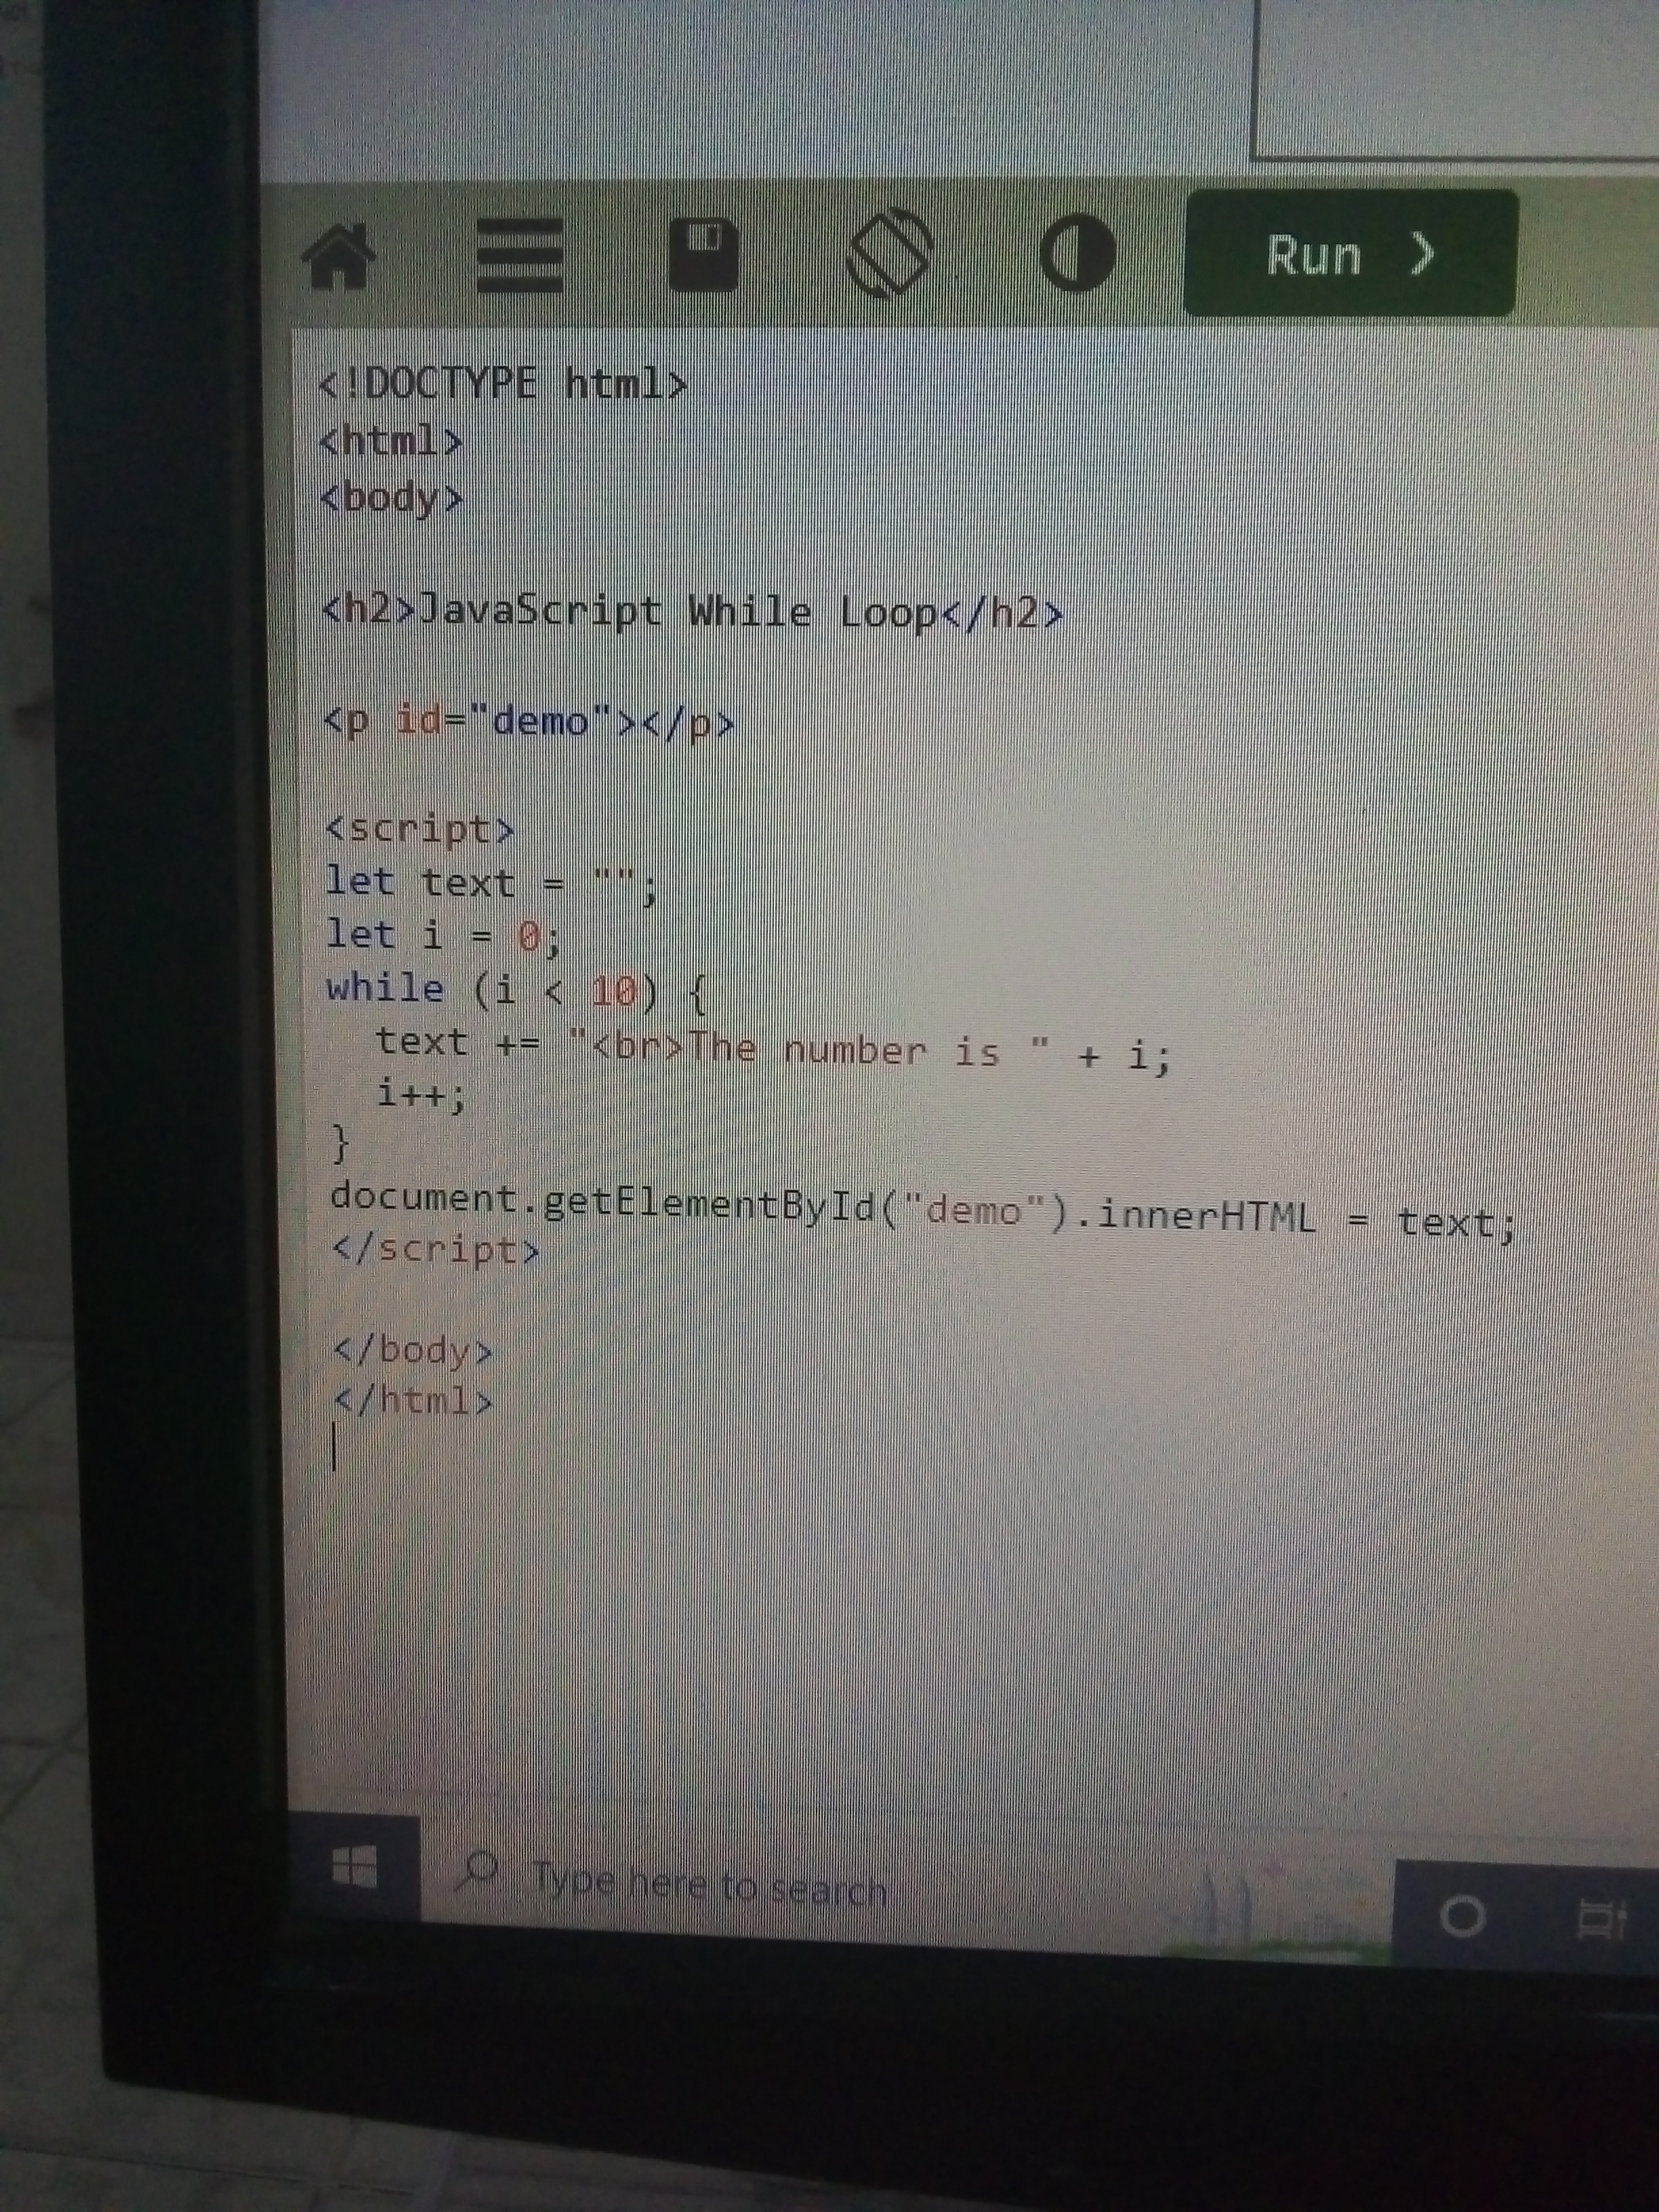 Run ❯
<!DOCTYPE html>
<html>
<body>
<h2>JavaScript While Loop</h2>
<p id="demo"></p>
<script>
let text = "";
let i = 0;
while (i < 10) {
  text += "<br>The number is " + i;
  i++;
}
document.getElementById("demo").innerHTML = text;
</script>
</body>
</html>
Type here to search